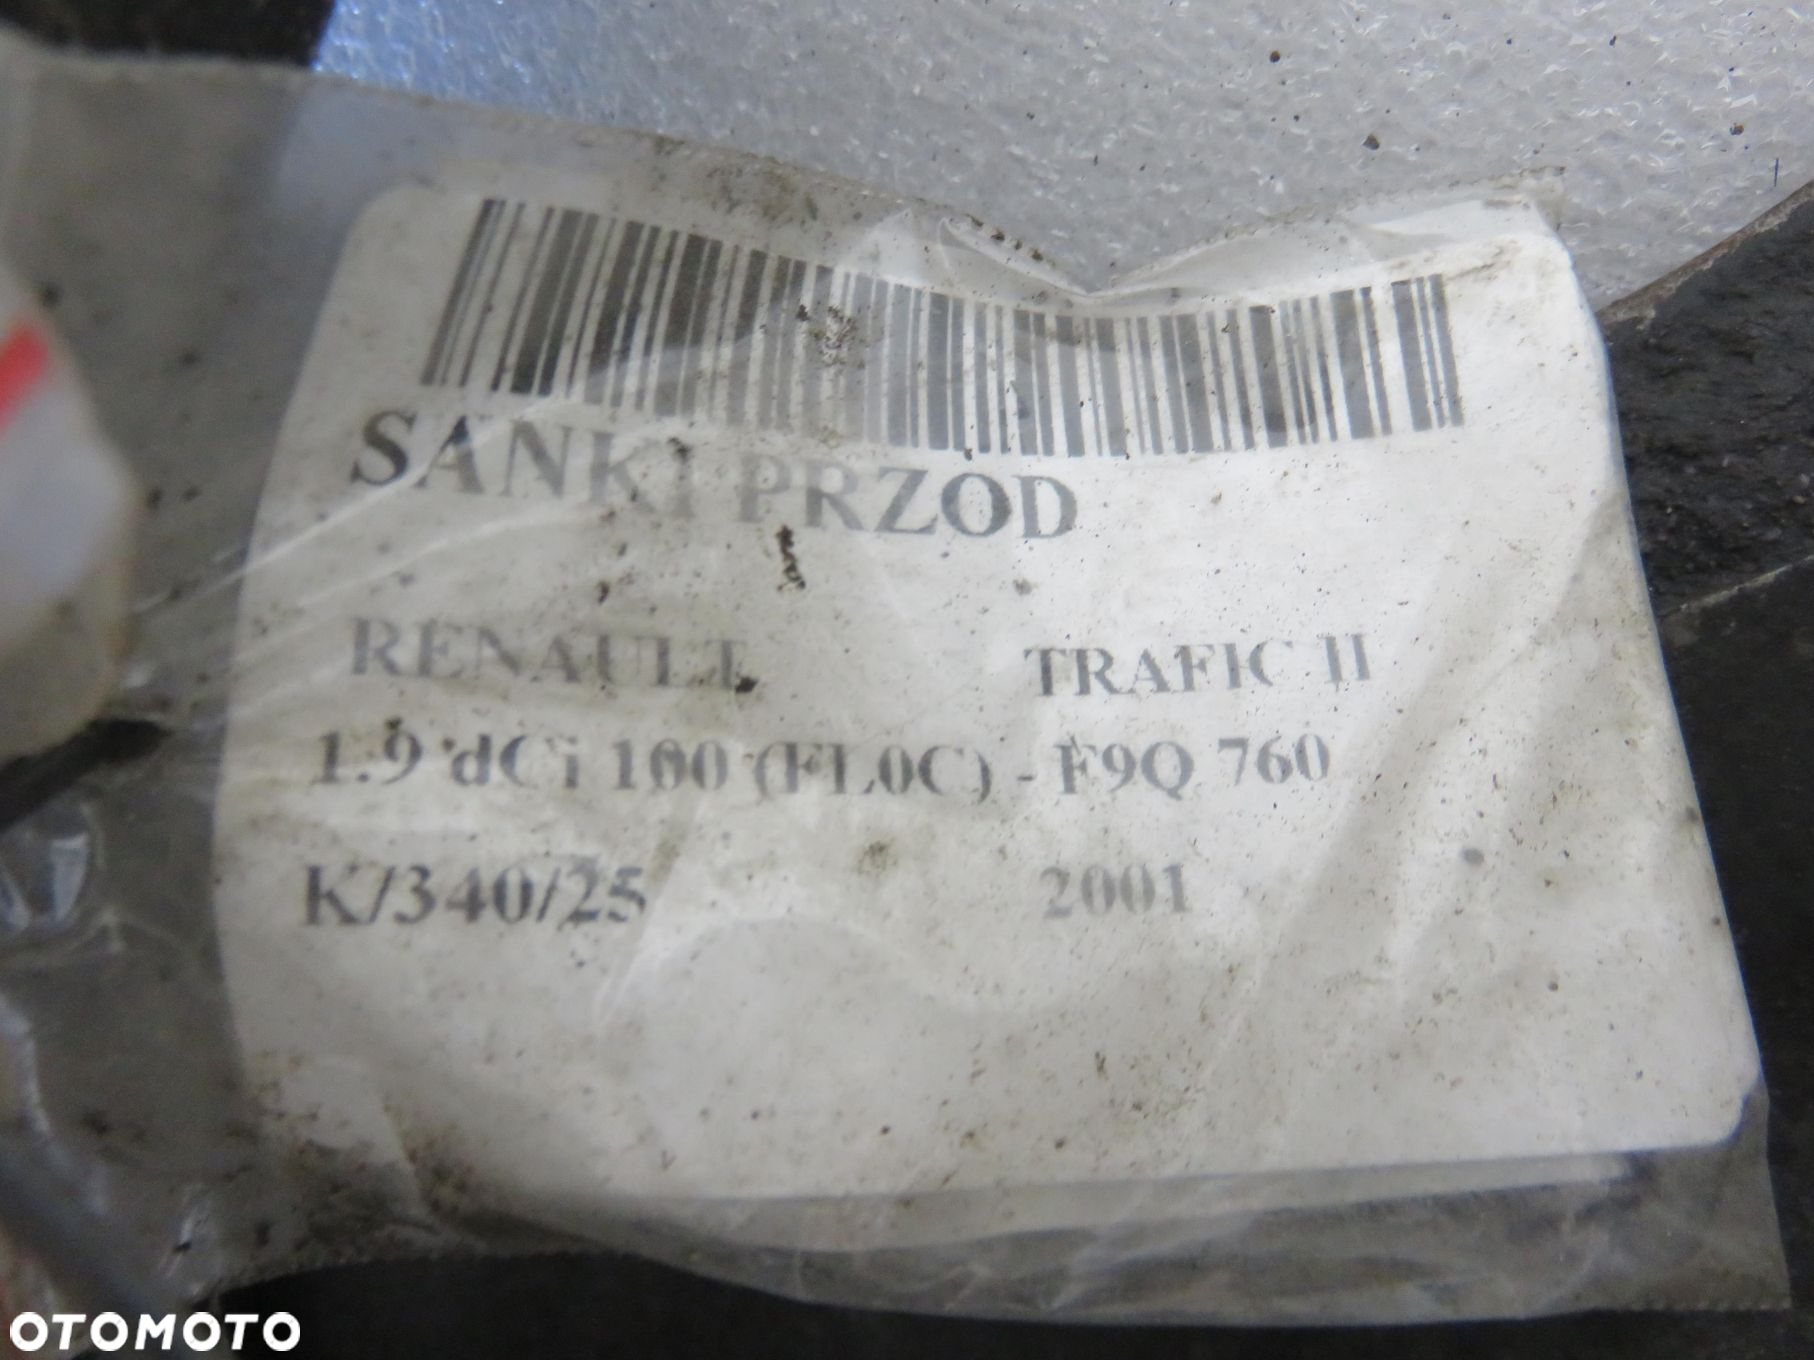 SANKI PRZOD
RENAULT TRAFIC II
1.9 dCi 100 (FL0C) - F9Q 760
K/340/25 2001
OTOMOTO